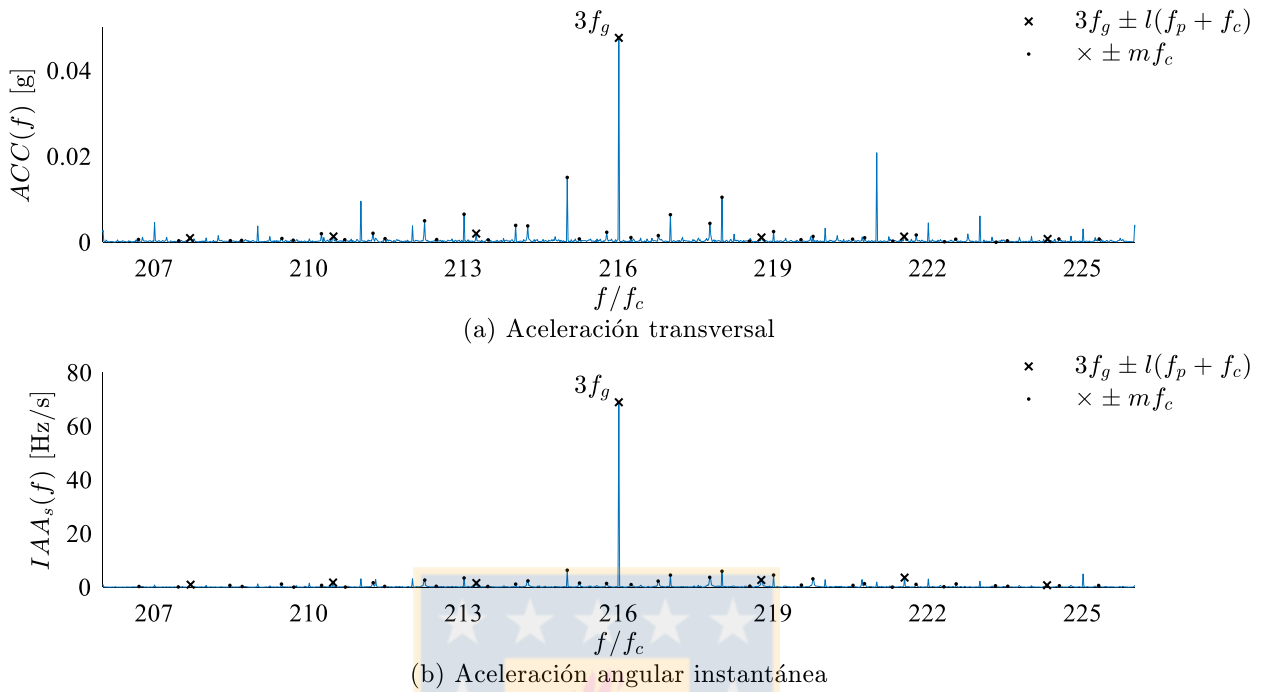 3f_g
× 3f_g ± l(f_p + f_c)
· × ± mf_c
ACC(f) [g]
0.04
0.02
0
207 210 213 216 219 222 225
f/f_c
(a) Aceleración transversal
3f_g
× 3f_g ± l(f_p + f_c)
· × ± mf_c
IAA_s(f) [Hz/s]
80
60
40
20
0
207 210 213 216 219 222 225
f/f_c
(b) Aceleración angular instantánea